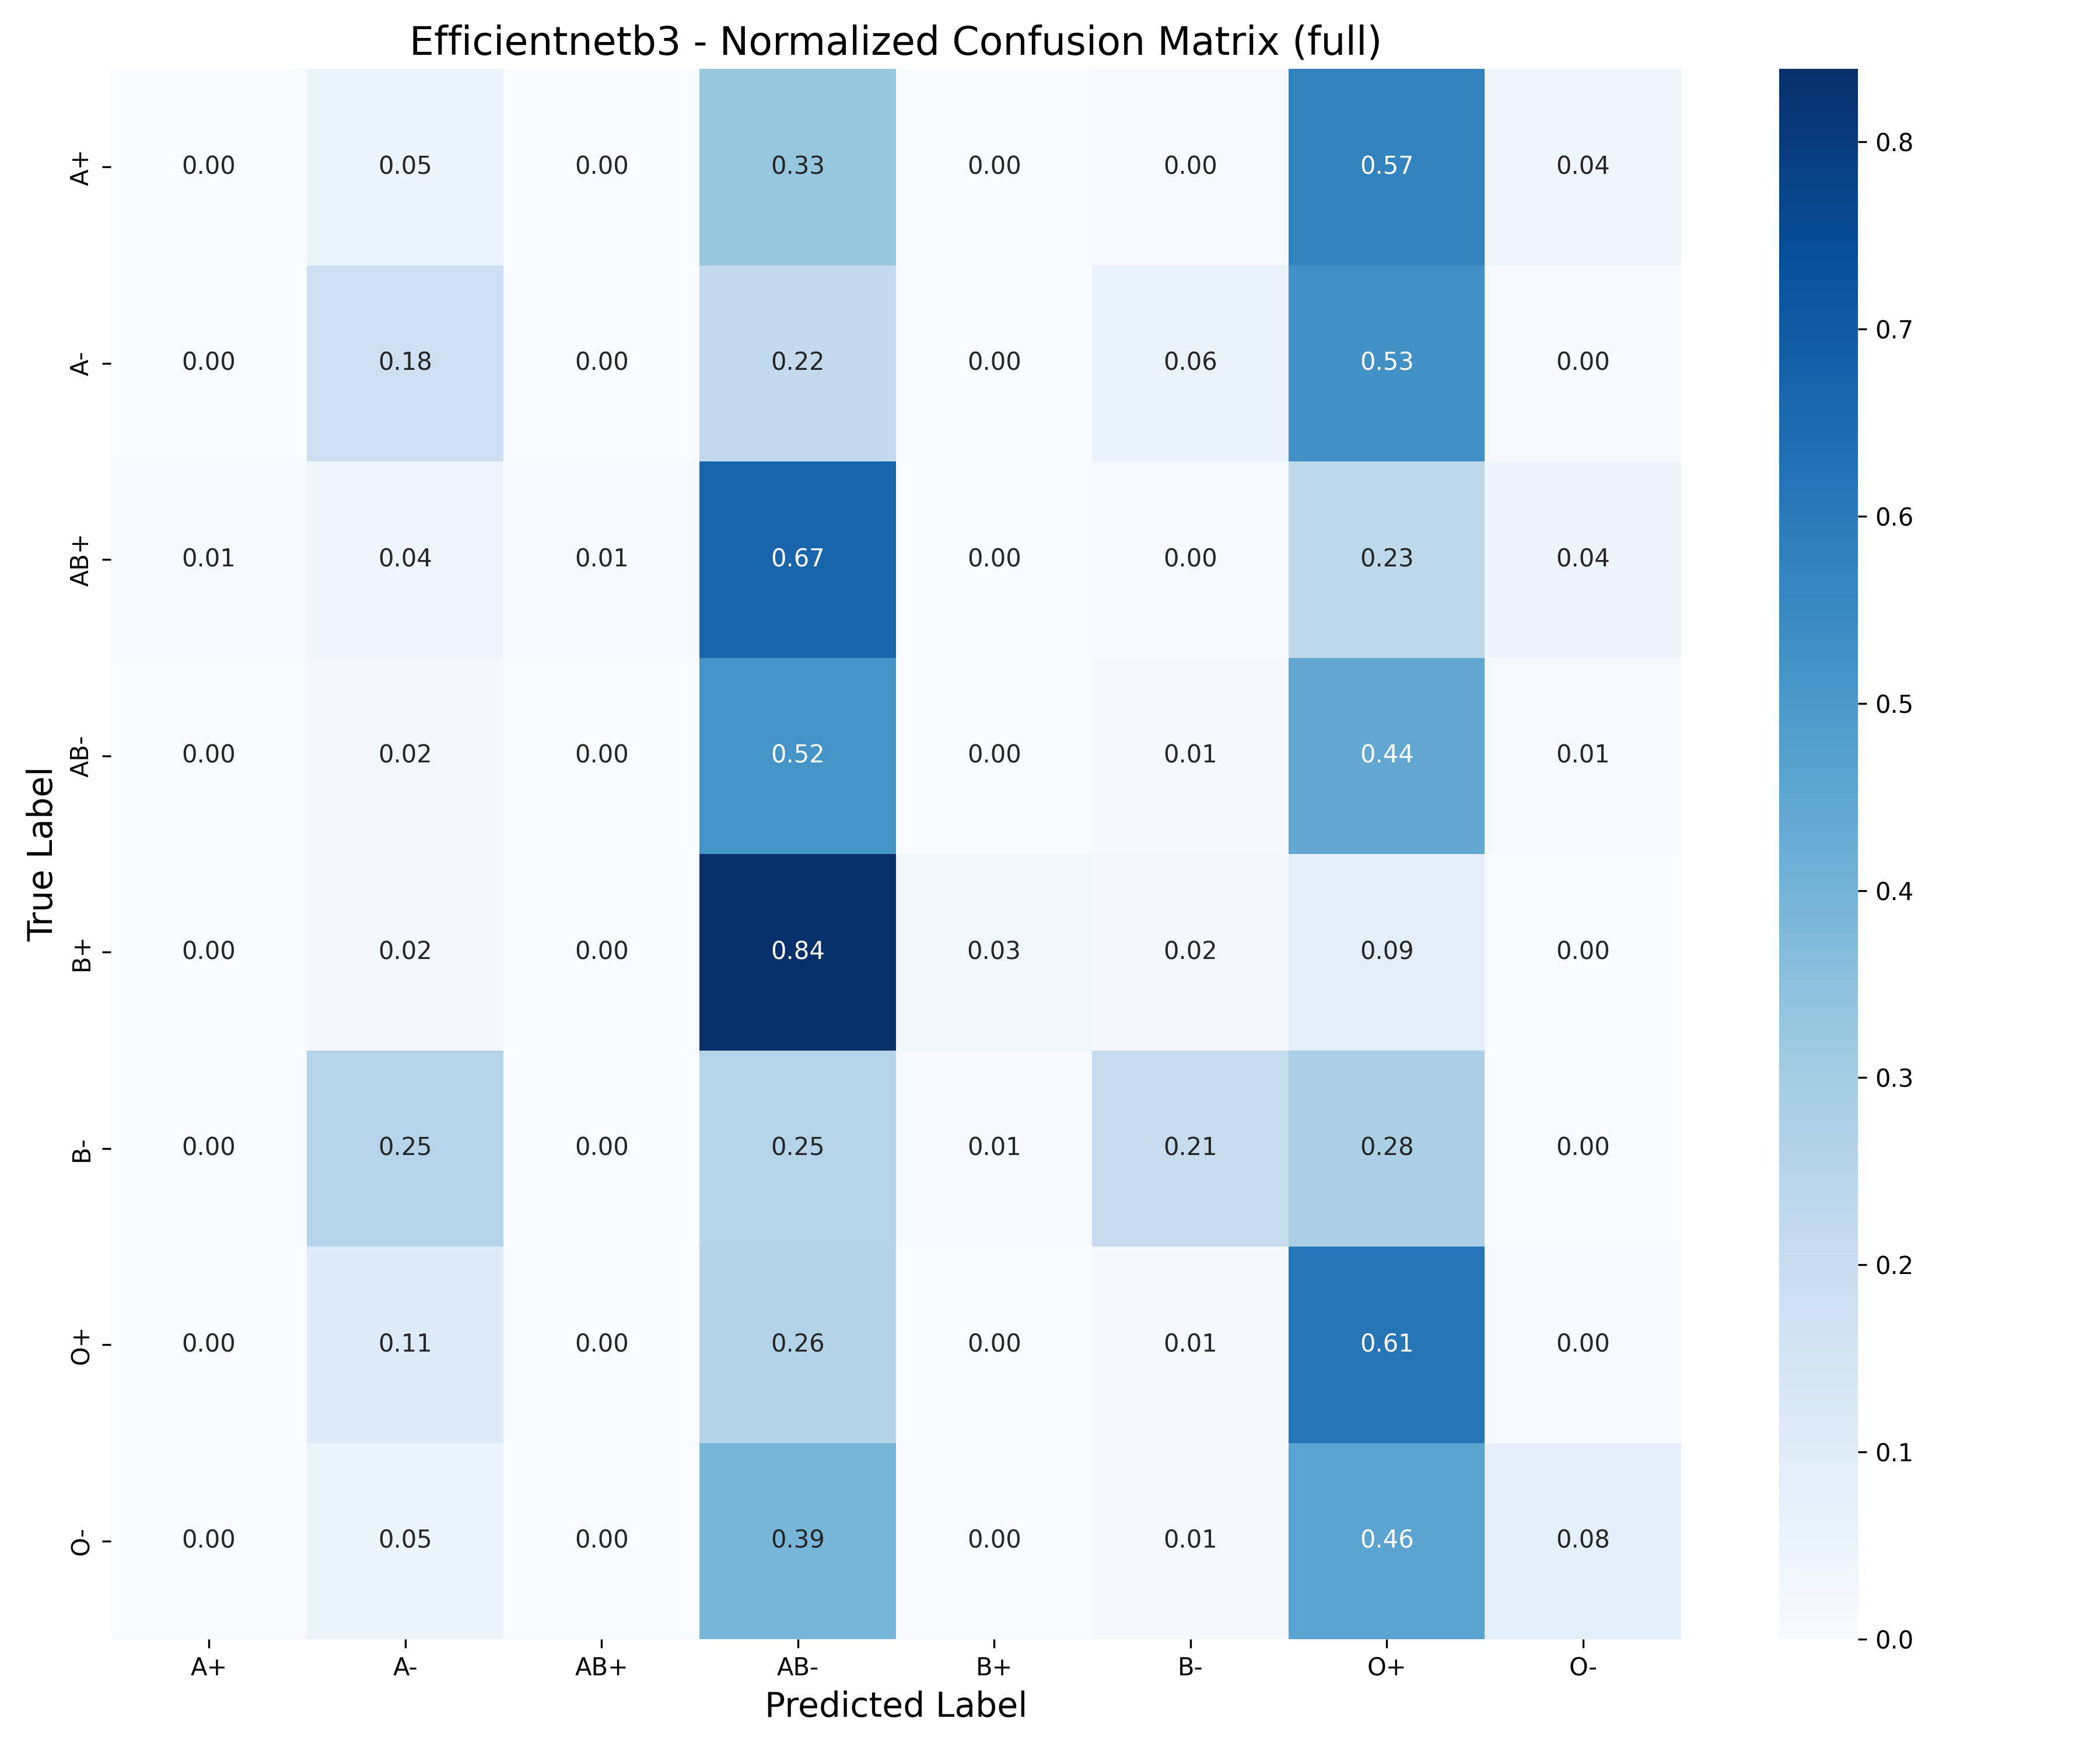 Efficientnetb3 - Normalized Confusion Matrix (full)
True Label
A+ 0.00 0.05 0.00 0.33 0.00 0.00 0.57 0.04
A- 0.00 0.18 0.00 0.22 0.00 0.06 0.53 0.00
AB+ 0.01 0.04 0.01 0.67 0.00 0.00 0.23 0.04
AB- 0.00 0.02 0.00 0.52 0.00 0.01 0.44 0.01
B+ 0.00 0.02 0.00 0.84 0.03 0.02 0.09 0.00
B- 0.00 0.25 0.00 0.25 0.01 0.21 0.28 0.00
O+ 0.00 0.11 0.00 0.26 0.00 0.01 0.61 0.00
O- 0.00 0.05 0.00 0.39 0.00 0.01 0.46 0.08
A+ A- AB+ AB- B+ B- O+ O-
Predicted Label
0.8
0.7
0.6
0.5
0.4
0.3
0.2
0.1
0.0